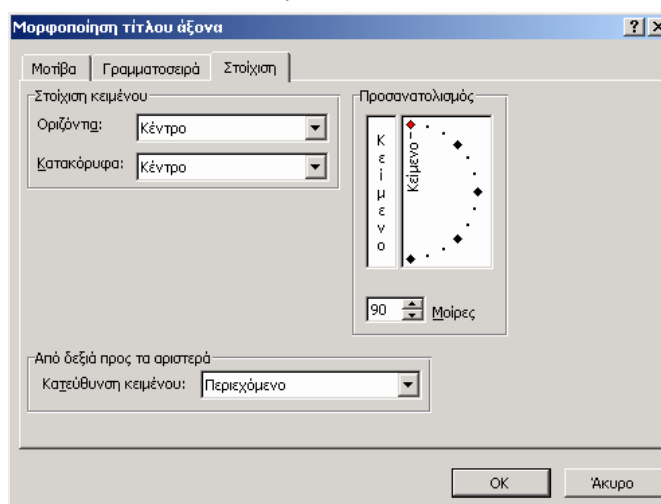 Μορφοποίηση τίτλου άξονα
Μοτίβα Γραμματοσειρά Στοίχιση
Στοίχιση κειμένου
Οριζόντια: Κέντρο
Κατακόρυφα: Κέντρο
Προσανατολισμός
Κείμενο
Κείμενο
90 Μοίρες
Από δεξιά προς τα αριστερά
Κατεύθυνση κειμένου: Περιεχόμενο
OK Άκυρο